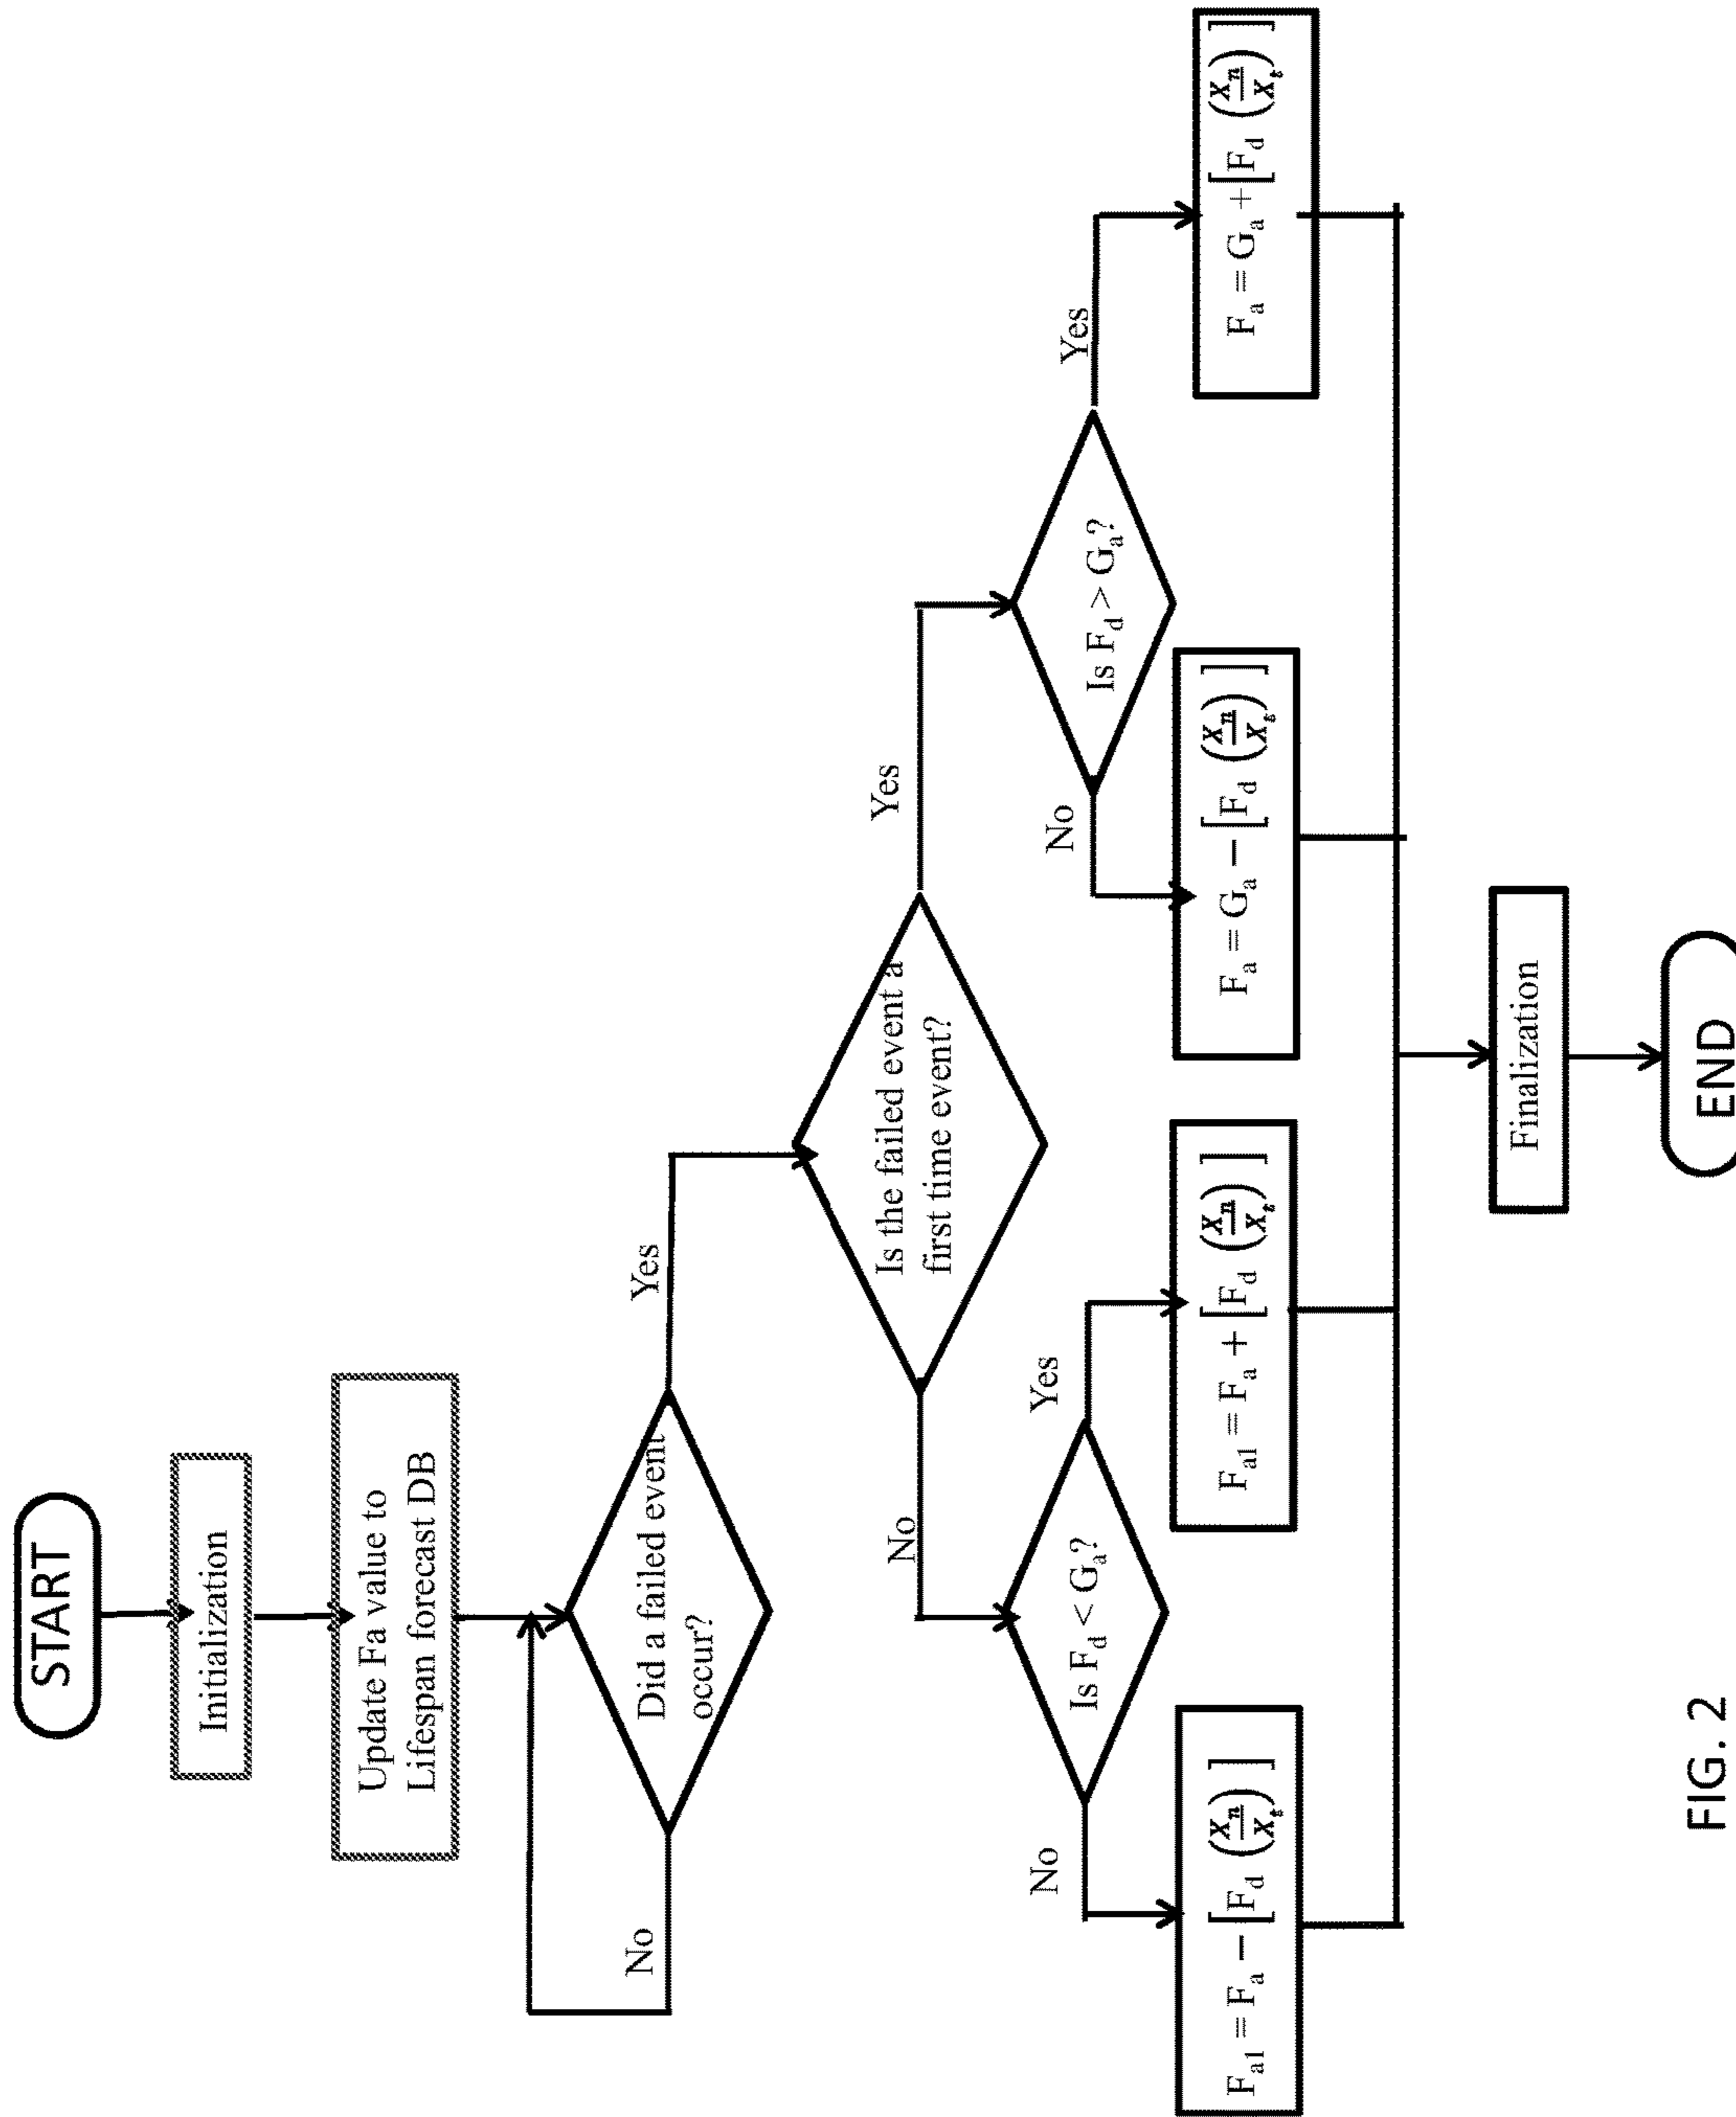 START
Initialization
Update Fa value to
Lifespan forecast DB
Did a failed event
occur?
No
Yes
Is the failed event a
first time event?
No
Yes
Is F_d < G_a?
No
Yes
Is F_d > G_a?
No
Yes
F_a1 = F_a − [F_d (X_n/X_t)]
F_a1 = F_a + [F_d (X_n/X_t)]
F_a = G_a − [F_d (X_n/X_t)]
F_a = G_a + [F_d (X_n/X_t)]
Finalization
END
FIG. 2